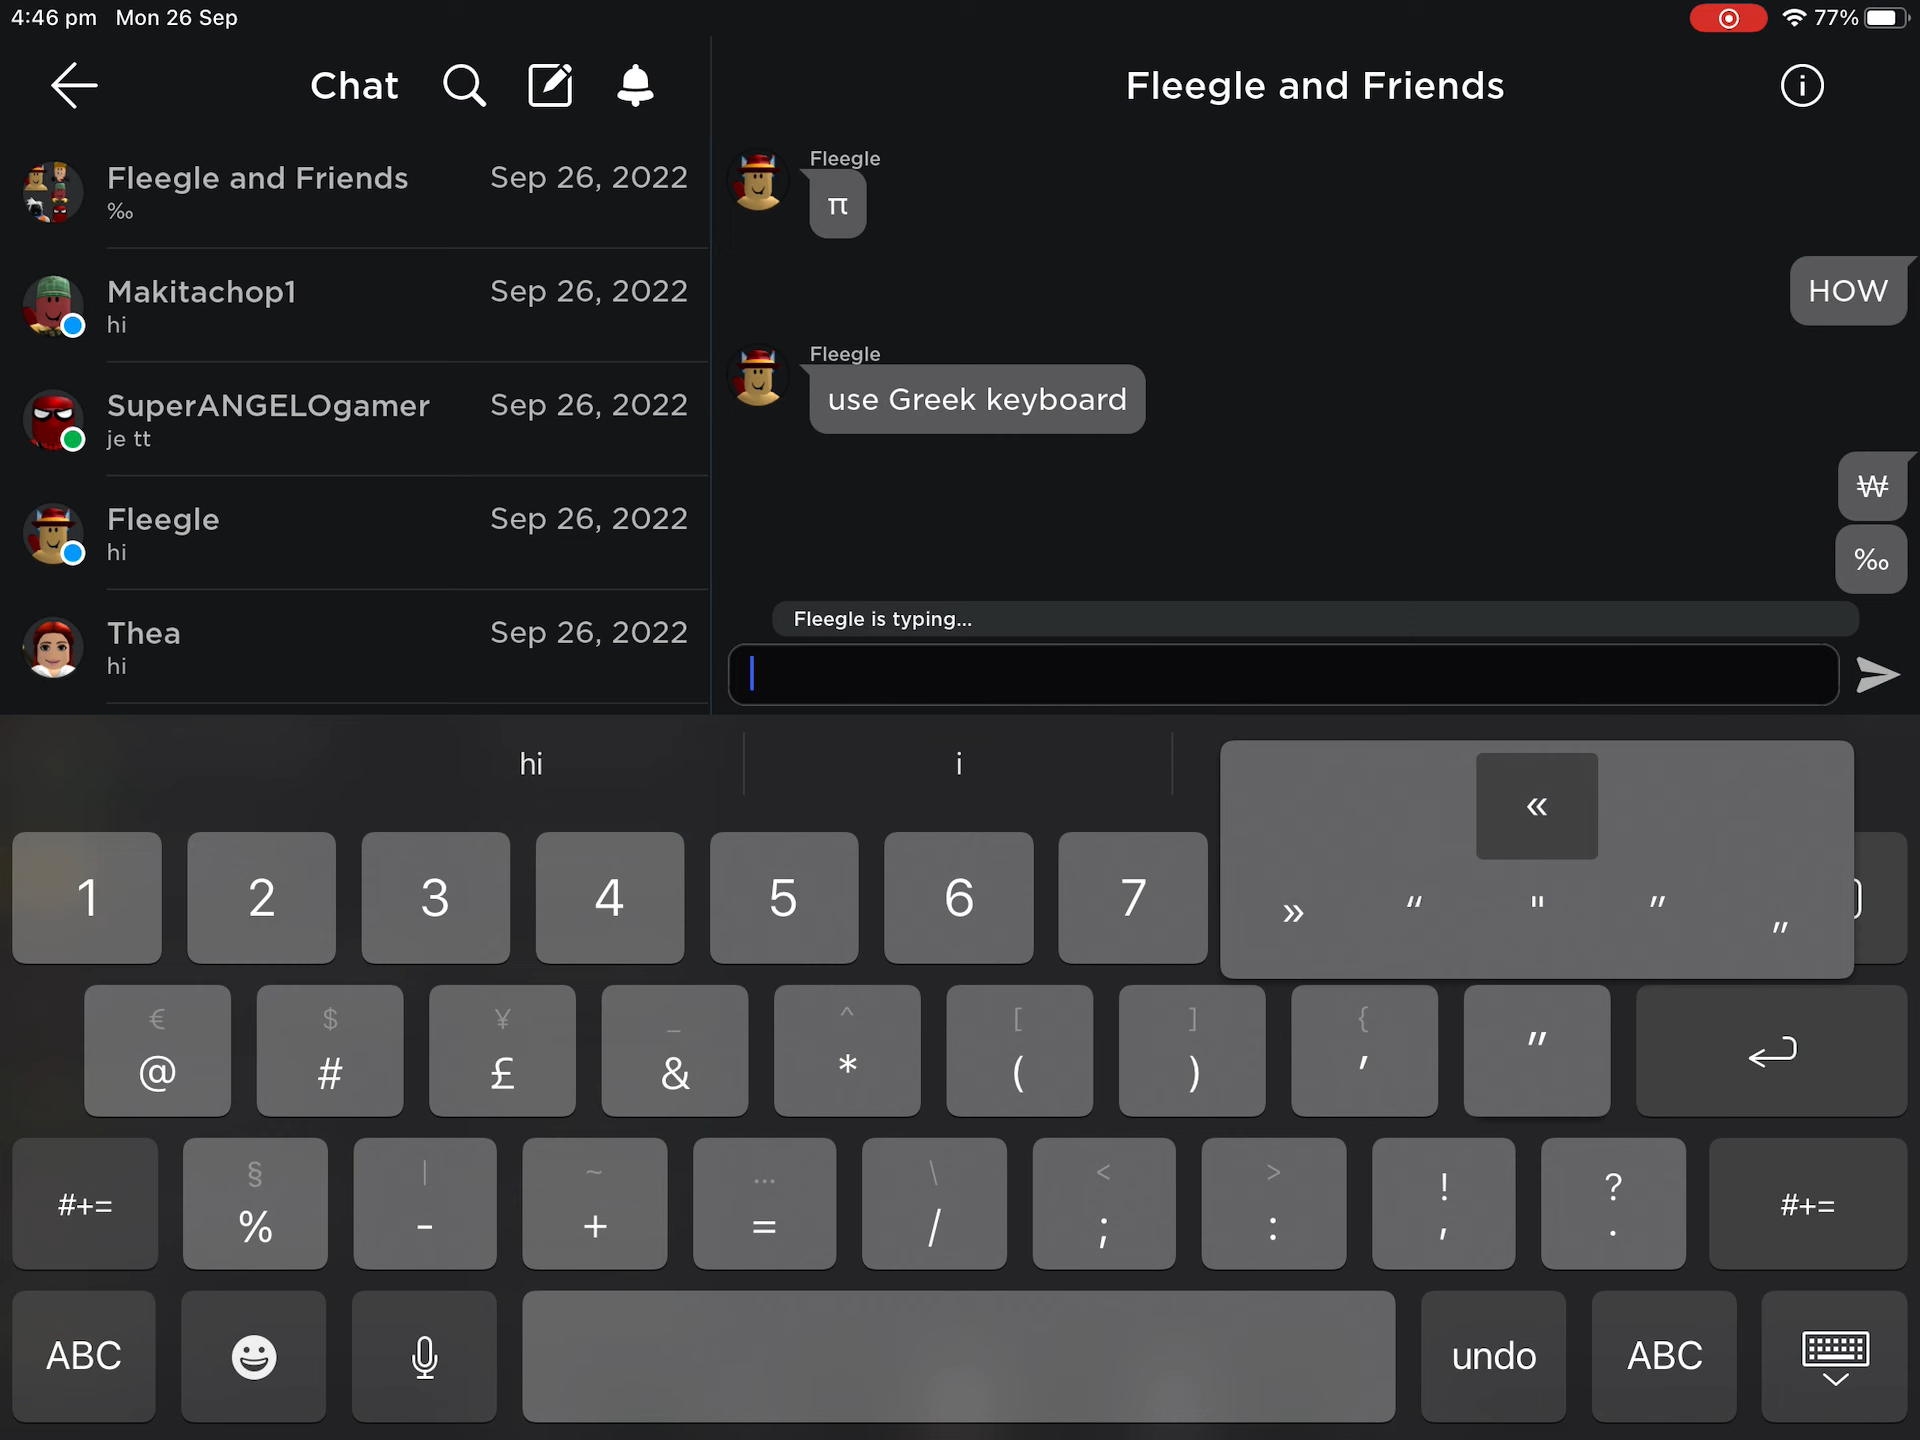 4:46 pm Mon 26 Sep
77%
Chat
Fleegle and Friends Sep 26, 2022
‰
Makitachop1 Sep 26, 2022
hi
SuperANGELOgamer Sep 26, 2022
je tt
Fleegle Sep 26, 2022
hi
Thea Sep 26, 2022
hi
Fleegle and Friends
Fleegle
π
HOW
Fleegle
use Greek keyboard
₩
‰
Fleegle is typing...
hi i
«
» “ " ” „
1 2 3 4 5 6 7
€ $ ¥ _ ^ [ ] {
@ # £ & * ( ) ’ ”
§ | ~ … \ < > ! ?
#+= % - + = / ; : , . #+=
ABC undo ABC